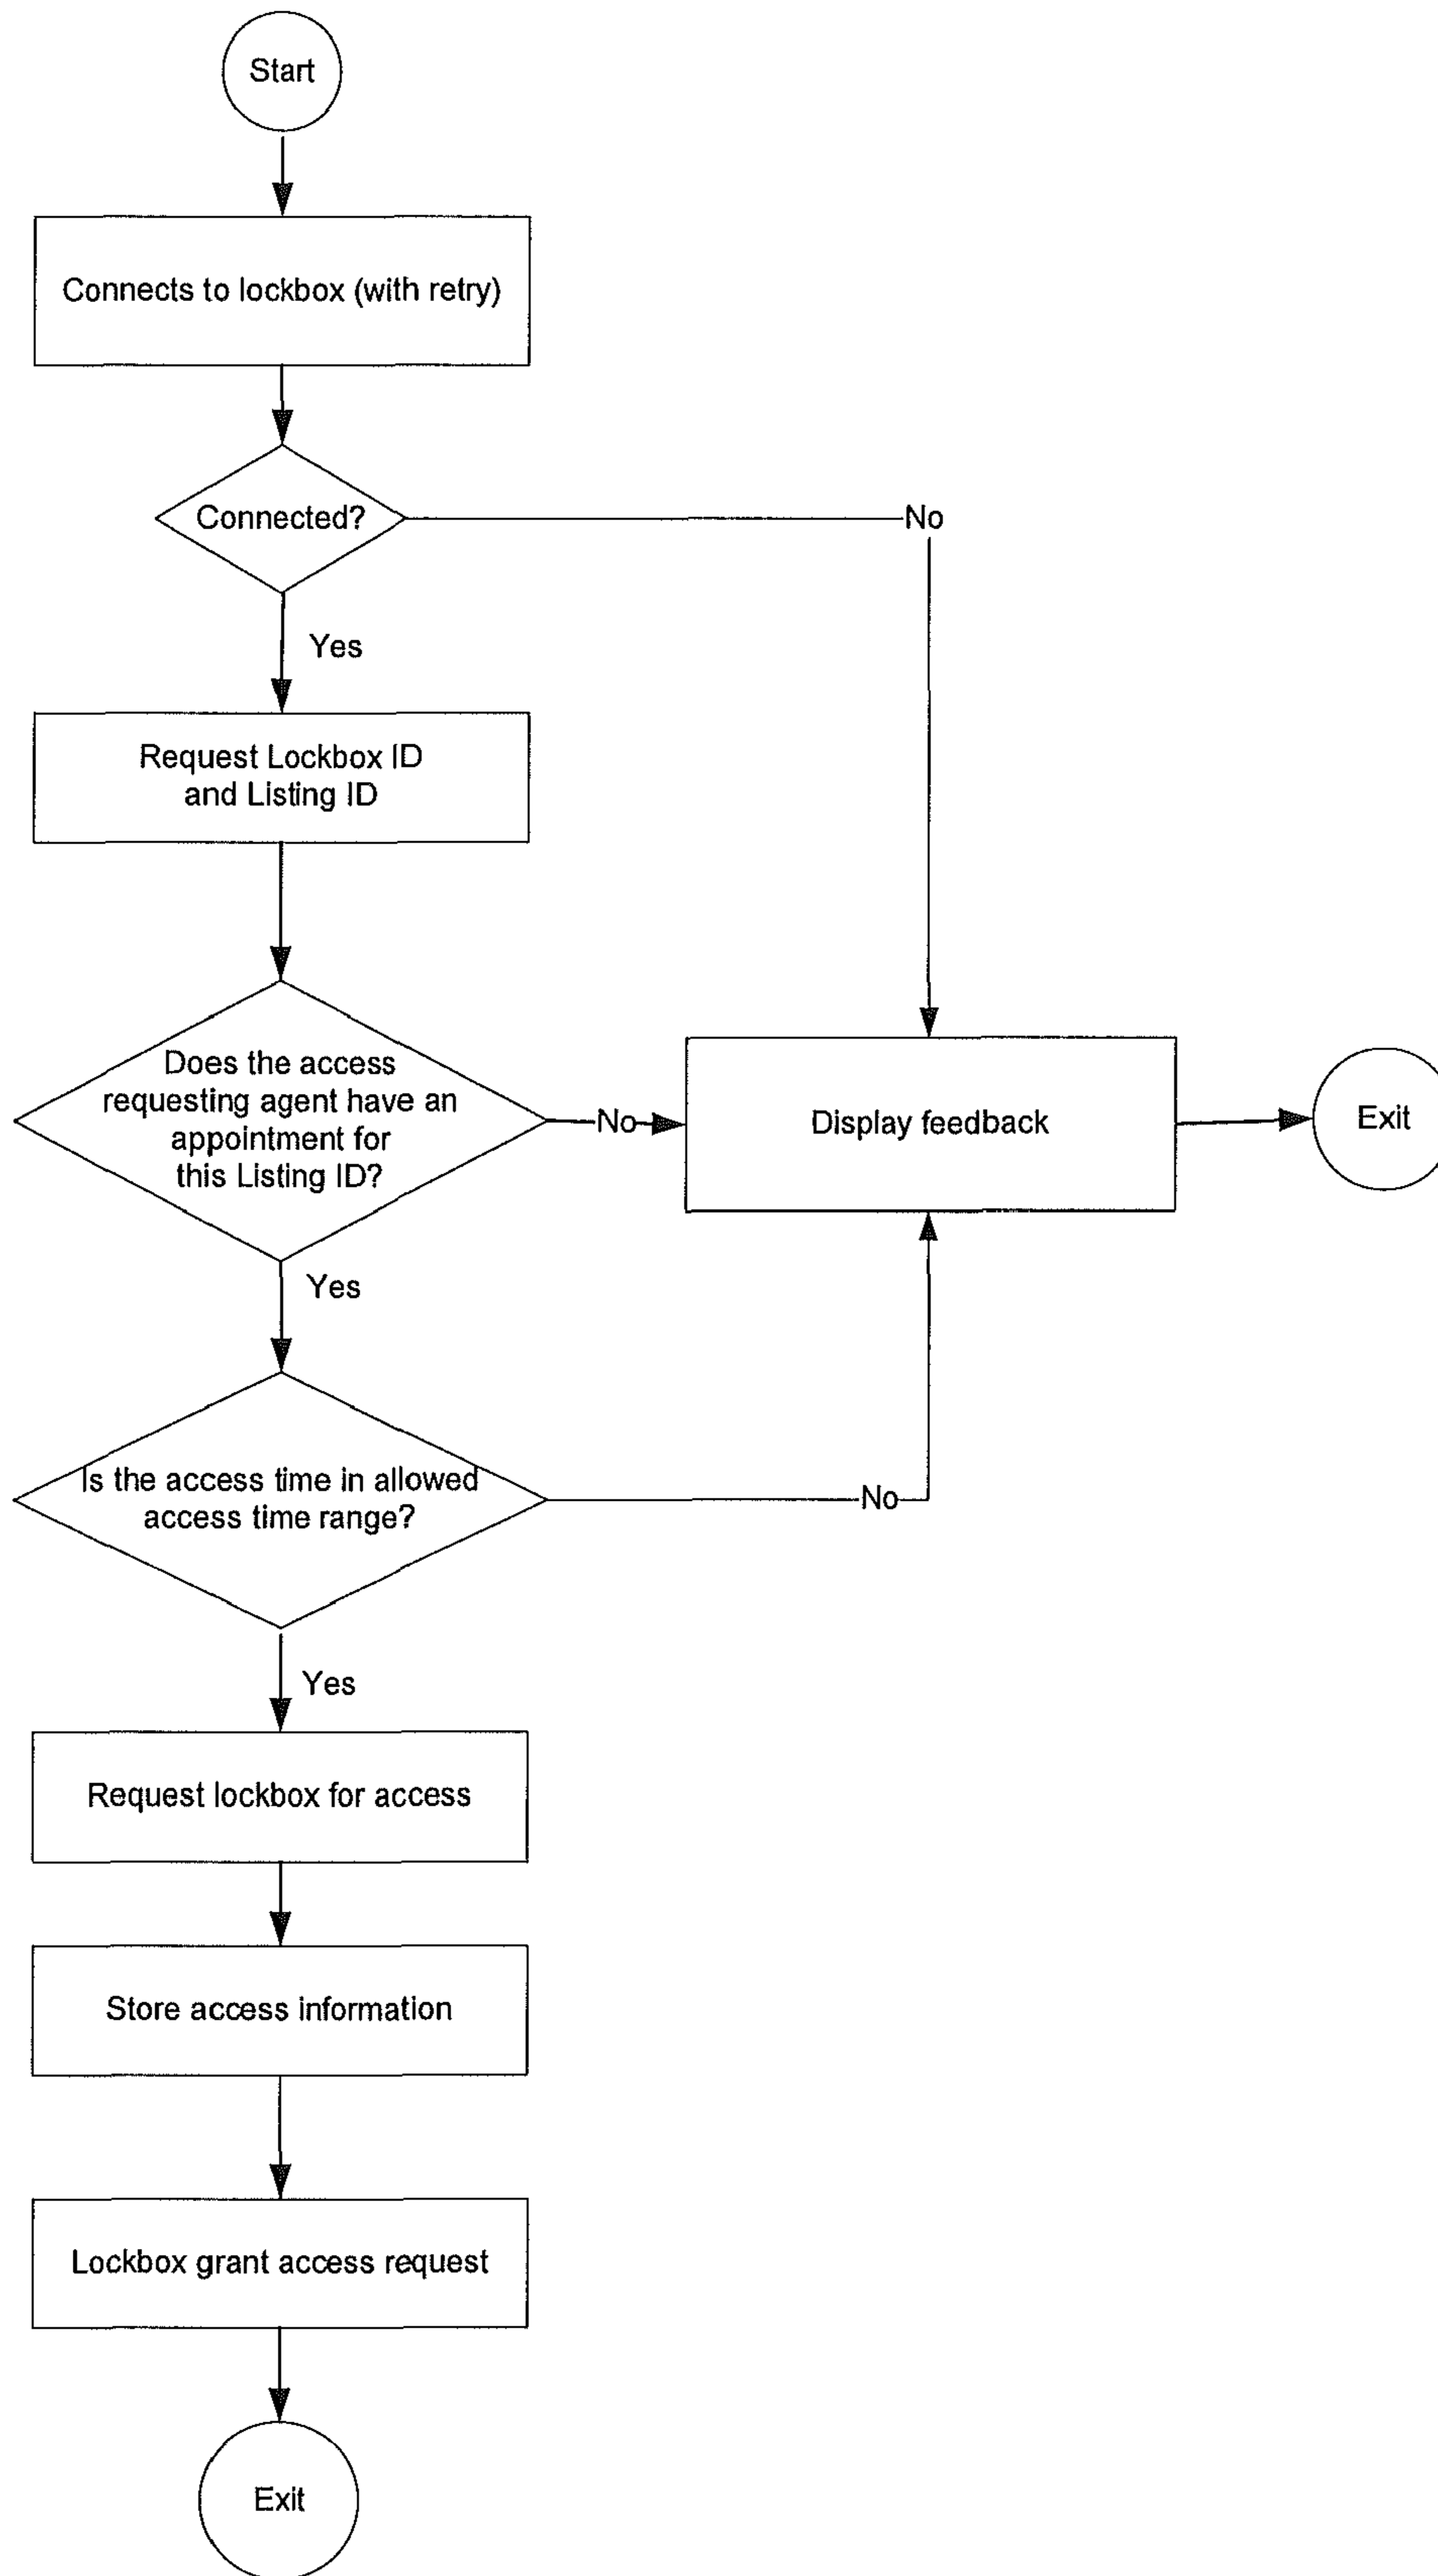 Start
Connects to lockbox (with retry)
Connected?
No
Yes
Request Lockbox ID
and Listing ID
Does the access
requesting agent have an
appointment for
this Listing ID?
No
Display feedback
Exit
Yes
Is the access time in allowed
access time range?
No
Yes
Request lockbox for access
Store access information
Lockbox grant access request
Exit